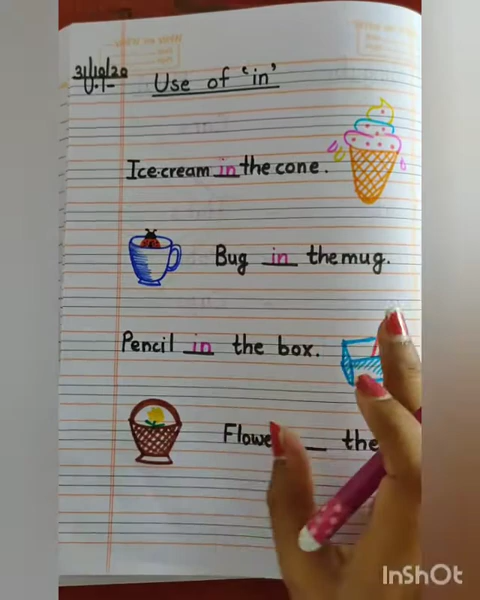 31/10/20
Use of 'in'
Ice-cream in the cone.
Bug in the mug.
Pencil in the box.
the
InShOt